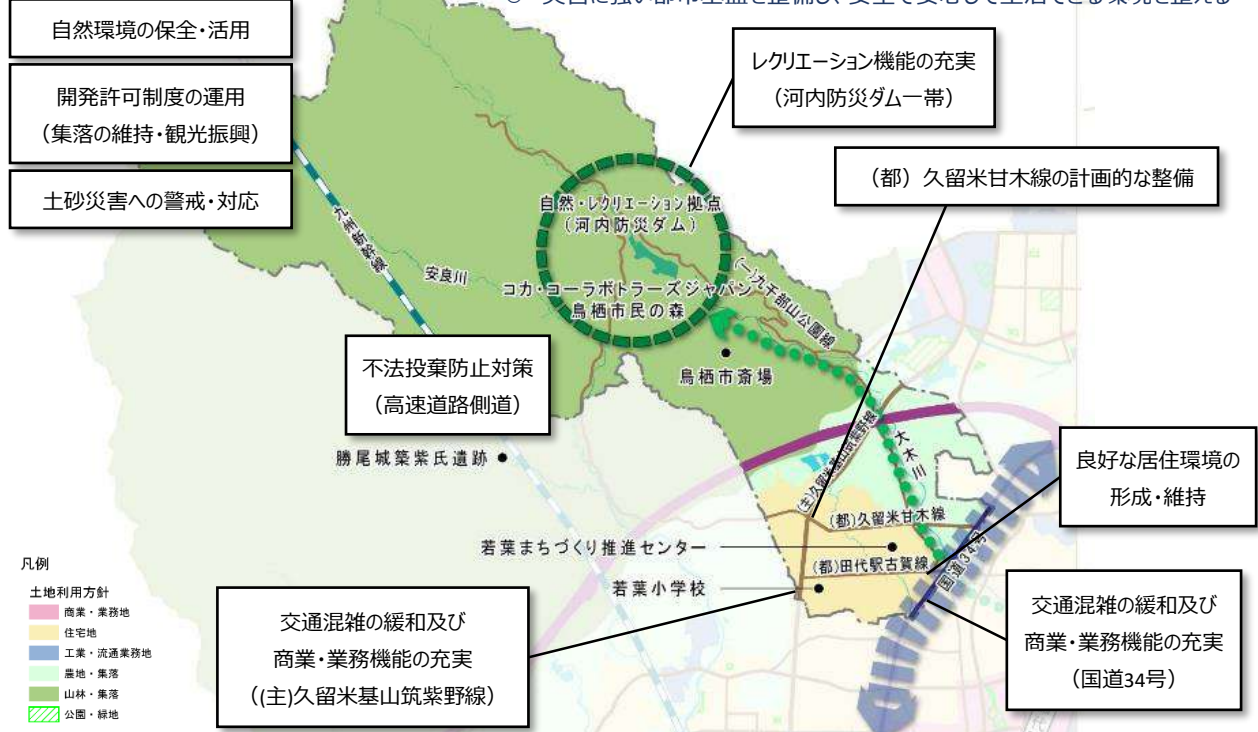 災害に強い都市基盤を整備し、安全で安心して生活できる環境を整える
自然環境の保全・活用
開発許可制度の運用
（集落の維持・観光振興）
土砂災害への警戒・対応
レクリエーション機能の充実
（河内防災ダム一帯）
（都）久留米甘木線の計画的な整備
自然・レクリエーション拠点
（河内防災ダム）
九州新幹線
安良川
コカ・コーラボトラーズジャパン
鳥栖市民の森
(一)九千部山公園線
鳥栖市斎場
不法投棄防止対策
（高速道路側道）
勝尾城築紫氏遺跡
(主)久留米基山筑紫野線
大木川
良好な居住環境の
形成・維持
(都)久留米甘木線
若葉まちづくり推進センター
(都)田代駅古賀線
国道34号
若葉小学校
交通混雑の緩和及び
商業・業務機能の充実
（(主)久留米基山筑紫野線）
交通混雑の緩和及び
商業・業務機能の充実
（国道34号）
凡例
土地利用方針
商業・業務地
住宅地
工業・流通業務地
農地・集落
山林・集落
公園・緑地